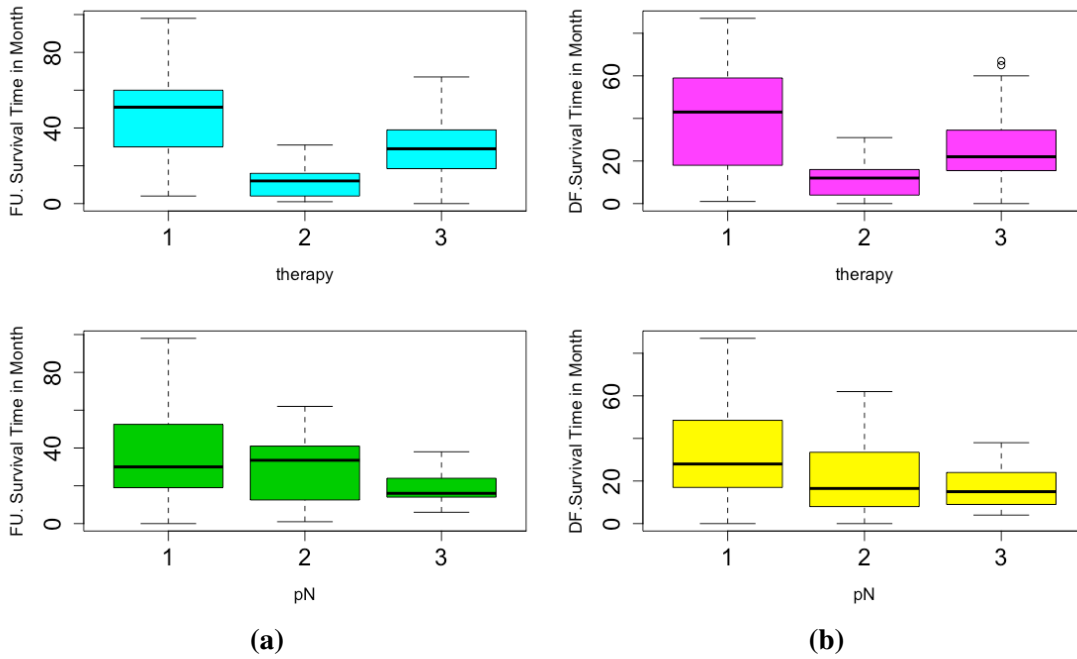 FU. Survival Time in Month
80
40
0
1 2 3
therapy
DF.Survival Time in Month
60
20
0
1 2 3
therapy
FU. Survival Time in Month
80
40
0
1 2 3
pN
DF.Survival Time in Month
60
20
0
1 2 3
pN
(a)
(b)